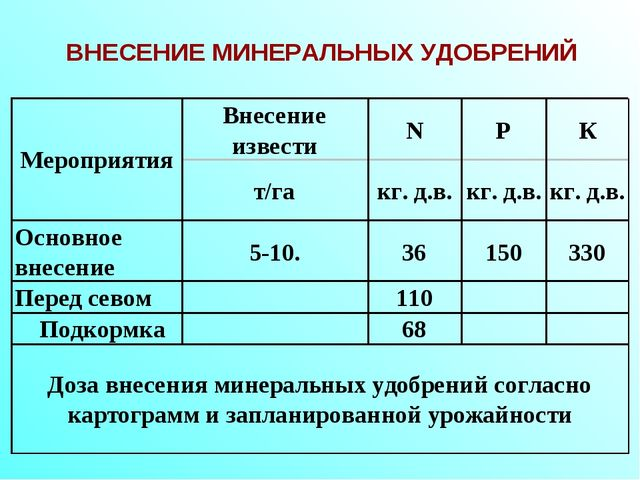 ВНЕСЕНИЕ МИНЕРАЛЬНЫХ УДОБРЕНИЙ
Мероприятия
Внесение
извести
N
P
K
т/га
кг. д.в.
кг. д.в.
кг. д.в.
Основное
внесение
5-10.
36
150
330
Перед севом
110
Подкормка
68
Доза внесения минеральных удобрений согласно
картограмм и запланированной урожайности